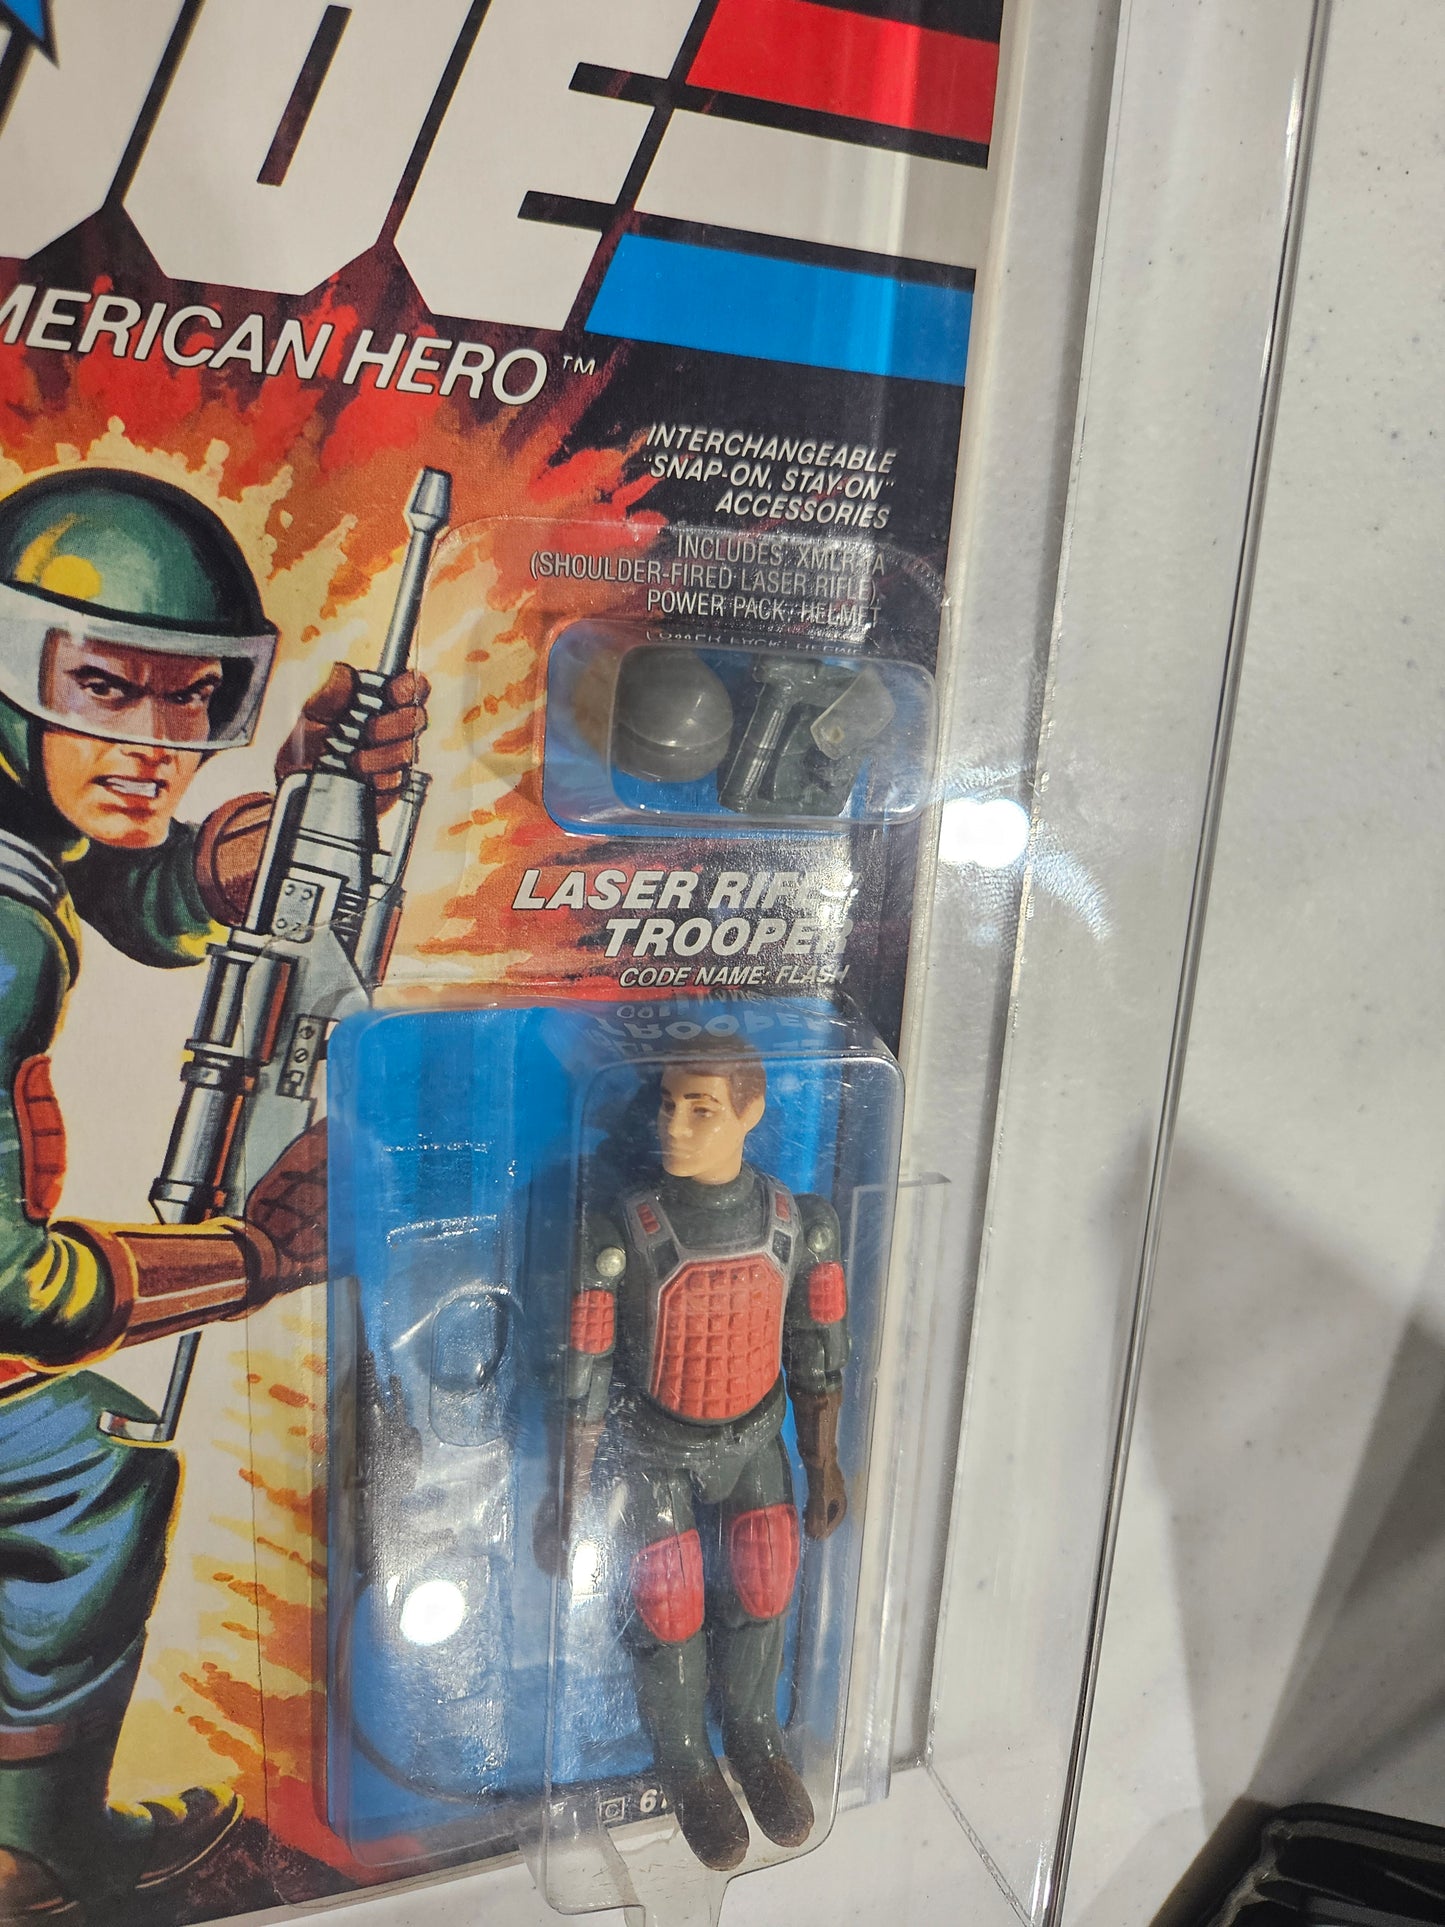 JOE
MERICAN HERO™
INTERCHANGEABLE
"SNAP-ON, STAY-ON"
ACCESSORIES
INCLUDES: XMLR-1A
(SHOULDER-FIRED LASER RIFLE),
POWER PACK, HELMET
LASER RIFLE
TROOPER
CODE NAME: FLASH